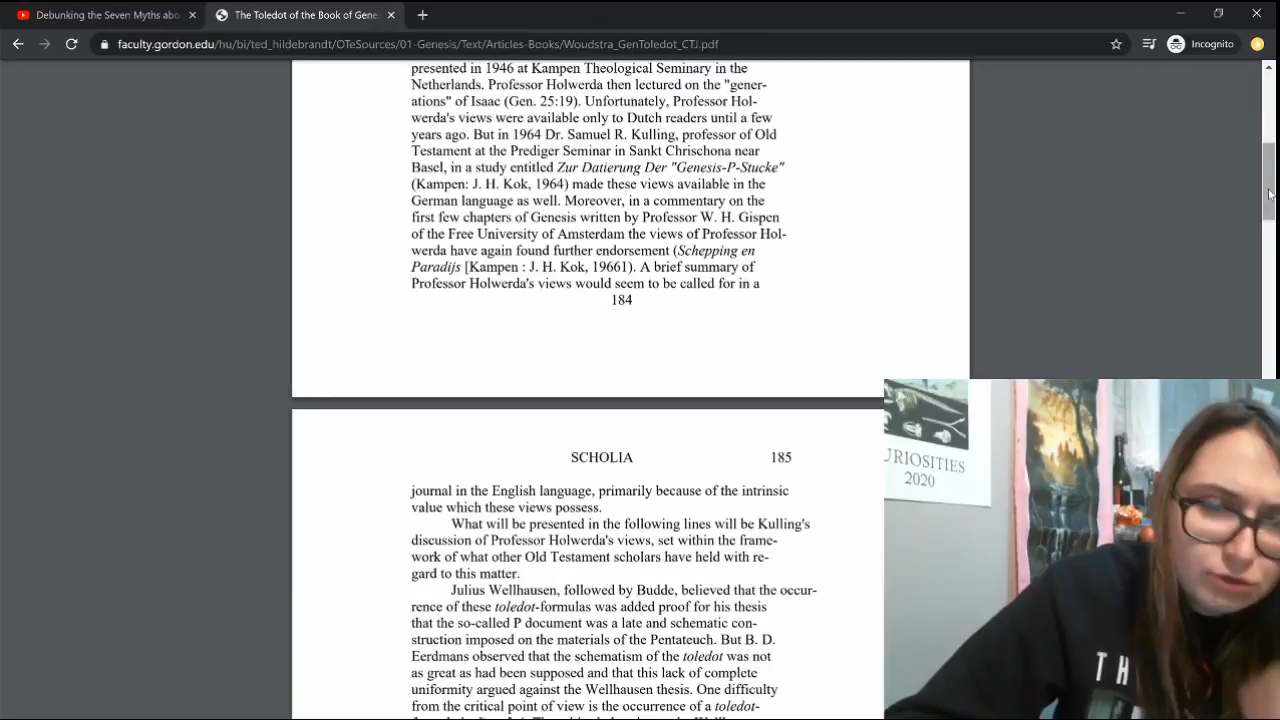 Debunking the Seven Myths abo
The Toledot of the Book of Gene
faculty.gordon.edu/hu/bi/ted_hildebrandt/OTeSources/01-Genesis/Text/Articles-Books/Woudstra_GenToledot_CTJ.pdf
Incognito
presented in 1946 at Kampen Theological Seminary in the
Netherlands. Professor Holwerda then lectured on the "gener-
ations" of Isaac (Gen. 25:19). Unfortunately, Professor Hol-
werda's views were available only to Dutch readers until a few
years ago. But in 1964 Dr. Samuel R. Kulling, professor of Old
Testament at the Prediger Seminar in Sankt Chrischona near
Basel, in a study entitled Zur Datierung Der "Genesis-P-Stucke"
(Kampen: J. H. Kok, 1964) made these views available in the
German language as well. Moreover, in a commentary on the
first few chapters of Genesis written by Professor W. H. Gispen
of the Free University of Amsterdam the views of Professor Hol-
werda have again found further endorsement (Schepping en
Paradijs [Kampen : J. H. Kok, 19661). A brief summary of
Professor Holwerda's views would seem to be called for in a
184
SCHOLIA 185
journal in the English language, primarily because of the intrinsic
value which these views possess.
What will be presented in the following lines will be Kulling's
discussion of Professor Holwerda's views, set within the frame-
work of what other Old Testament scholars have held with re-
gard to this matter.
Julius Wellhausen, followed by Budde, believed that the occur-
rence of these toledot-formulas was added proof for his thesis
that the so-called P document was a late and schematic con-
struction imposed on the materials of the Pentateuch. But B. D.
Eerdmans observed that the schematism of the toledot was not
as great as had been supposed and that this lack of complete
uniformity argued against the Wellhausen thesis. One difficulty
from the critical point of view is the occurrence of a toledot-
URIOSITIES
2020
TH